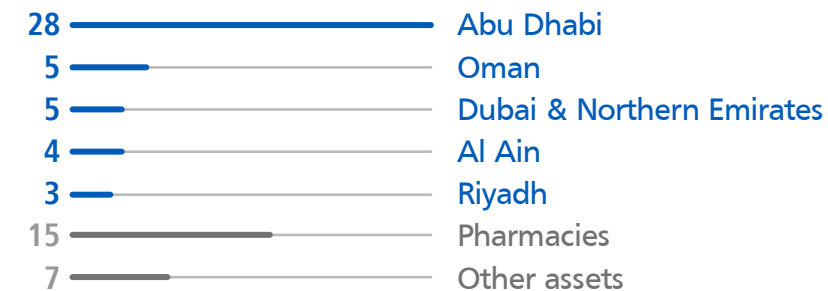 28 Abu Dhabi
5 Oman
5 Dubai & Northern Emirates
4 Al Ain
3 Riyadh
15 Pharmacies
7 Other assets